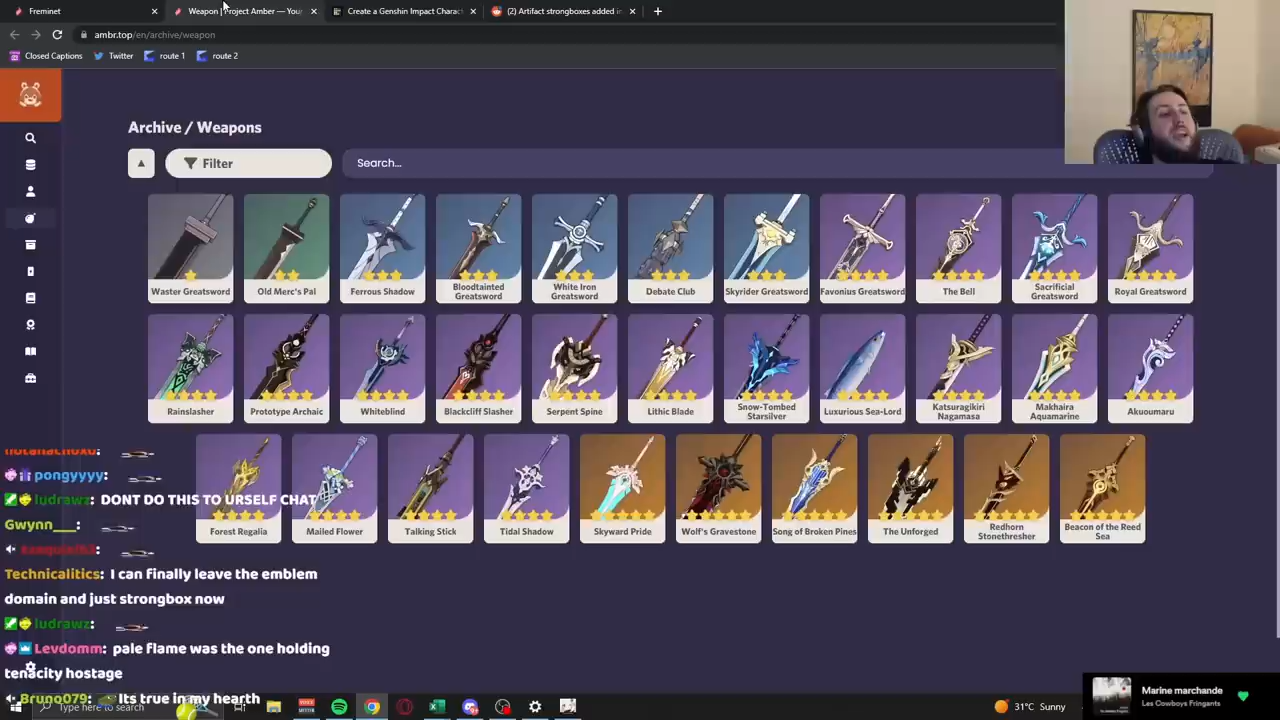 Freminet
Weapon | Project Amber — You
Create a Genshin Impact Charac
(2) Artifact strongboxes added in
ambr.top/en/archive/weapon
Closed Captions
Twitter
route 1
route 2
Archive / Weapons
Filter
Search...
Waster Greatsword
Old Merc's Pal
Ferrous Shadow
Bloodtainted
Greatsword
White Iron
Greatsword
Debate Club
Skyrider Greatsword
Favonius Greatsword
The Bell
Sacrificial
Greatsword
Royal Greatsword
Rainslasher
Prototype Archaic
Whiteblind
Blackcliff Slasher
Serpent Spine
Lithic Blade
Snow-Tombed
Starsilver
Luxurious Sea-Lord
Katsuragikiri
Nagamasa
Makhaira
Aquamarine
Akuoumaru
Forest Regalia
Mailed Flower
Talking Stick
Tidal Shadow
Skyward Pride
Wolf's Gravestone
Song of Broken Pines
The Unforged
Redhorn
Stonethresher
Beacon of the Reed
Sea
pongyyyy:
ludrawz: DONT DO THIS TO URSELF CHAT
Gwynn___:
Technicalitics: I can finally leave the emblem
domain and just strongbox now
ludrawz:
Levdomm: pale flame was the one holding
tenacity hostage
Bruno079: Its true in my hearth
Type here to search
31°C Sunny
Marine marchande
Les Cowboys Fringants